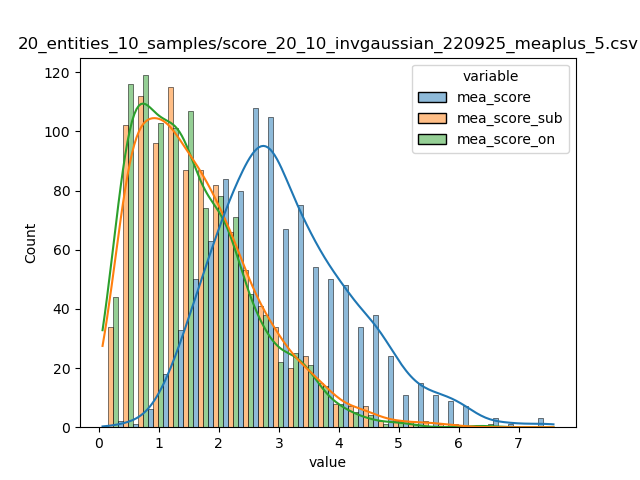 20_entities_10_samples/score_20_10_invgaussian_220925_meaplus_5.csv
variable
mea_score
mea_score_sub
mea_score_on
Count
120
100
80
60
40
20
0
0 1 2 3 4 5 6 7
value